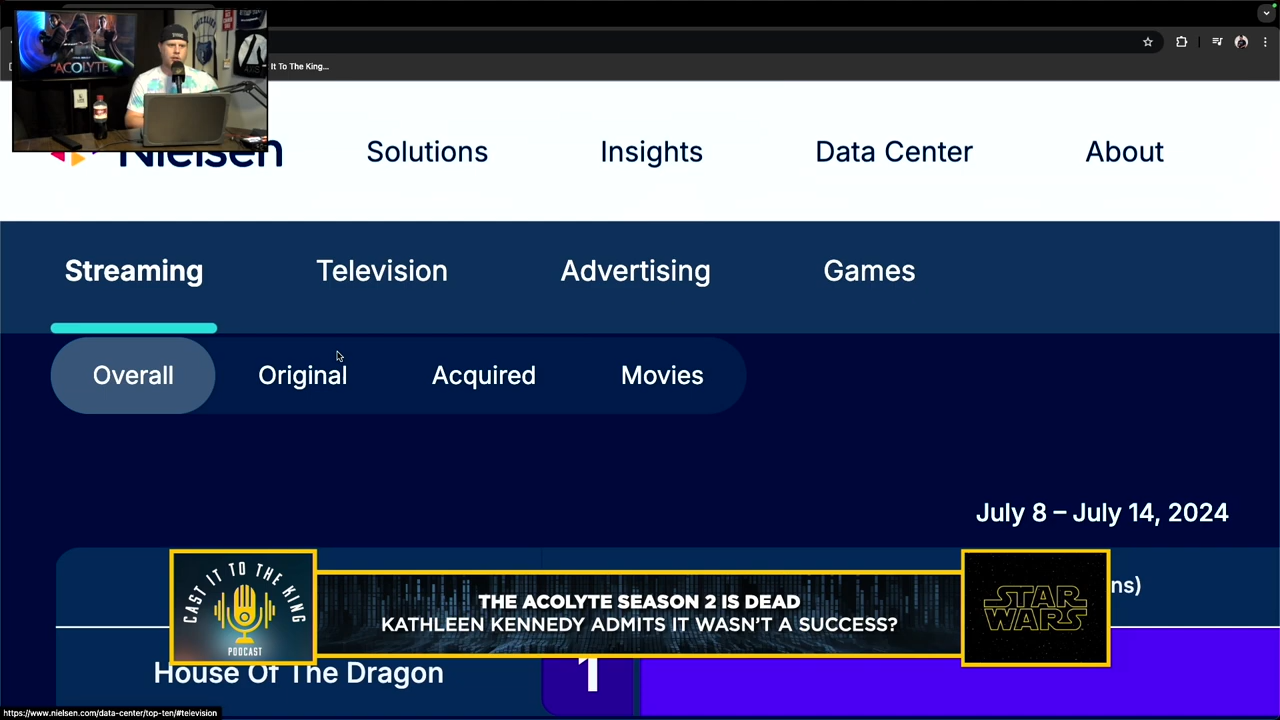 THE ACOLYTE
It To The King...
Nielsen
Solutions
Insights
Data Center
About
Streaming
Television
Advertising
Games
Overall
Original
Acquired
Movies
July 8 – July 14, 2024
ns)
CAST IT TO THE KING
PODCAST
THE ACOLYTE SEASON 2 IS DEAD
KATHLEEN KENNEDY ADMITS IT WASN'T A SUCCESS?
STAR
WARS
House Of The Dragon
1
https://www.nielsen.com/data-center/top-ten/#television